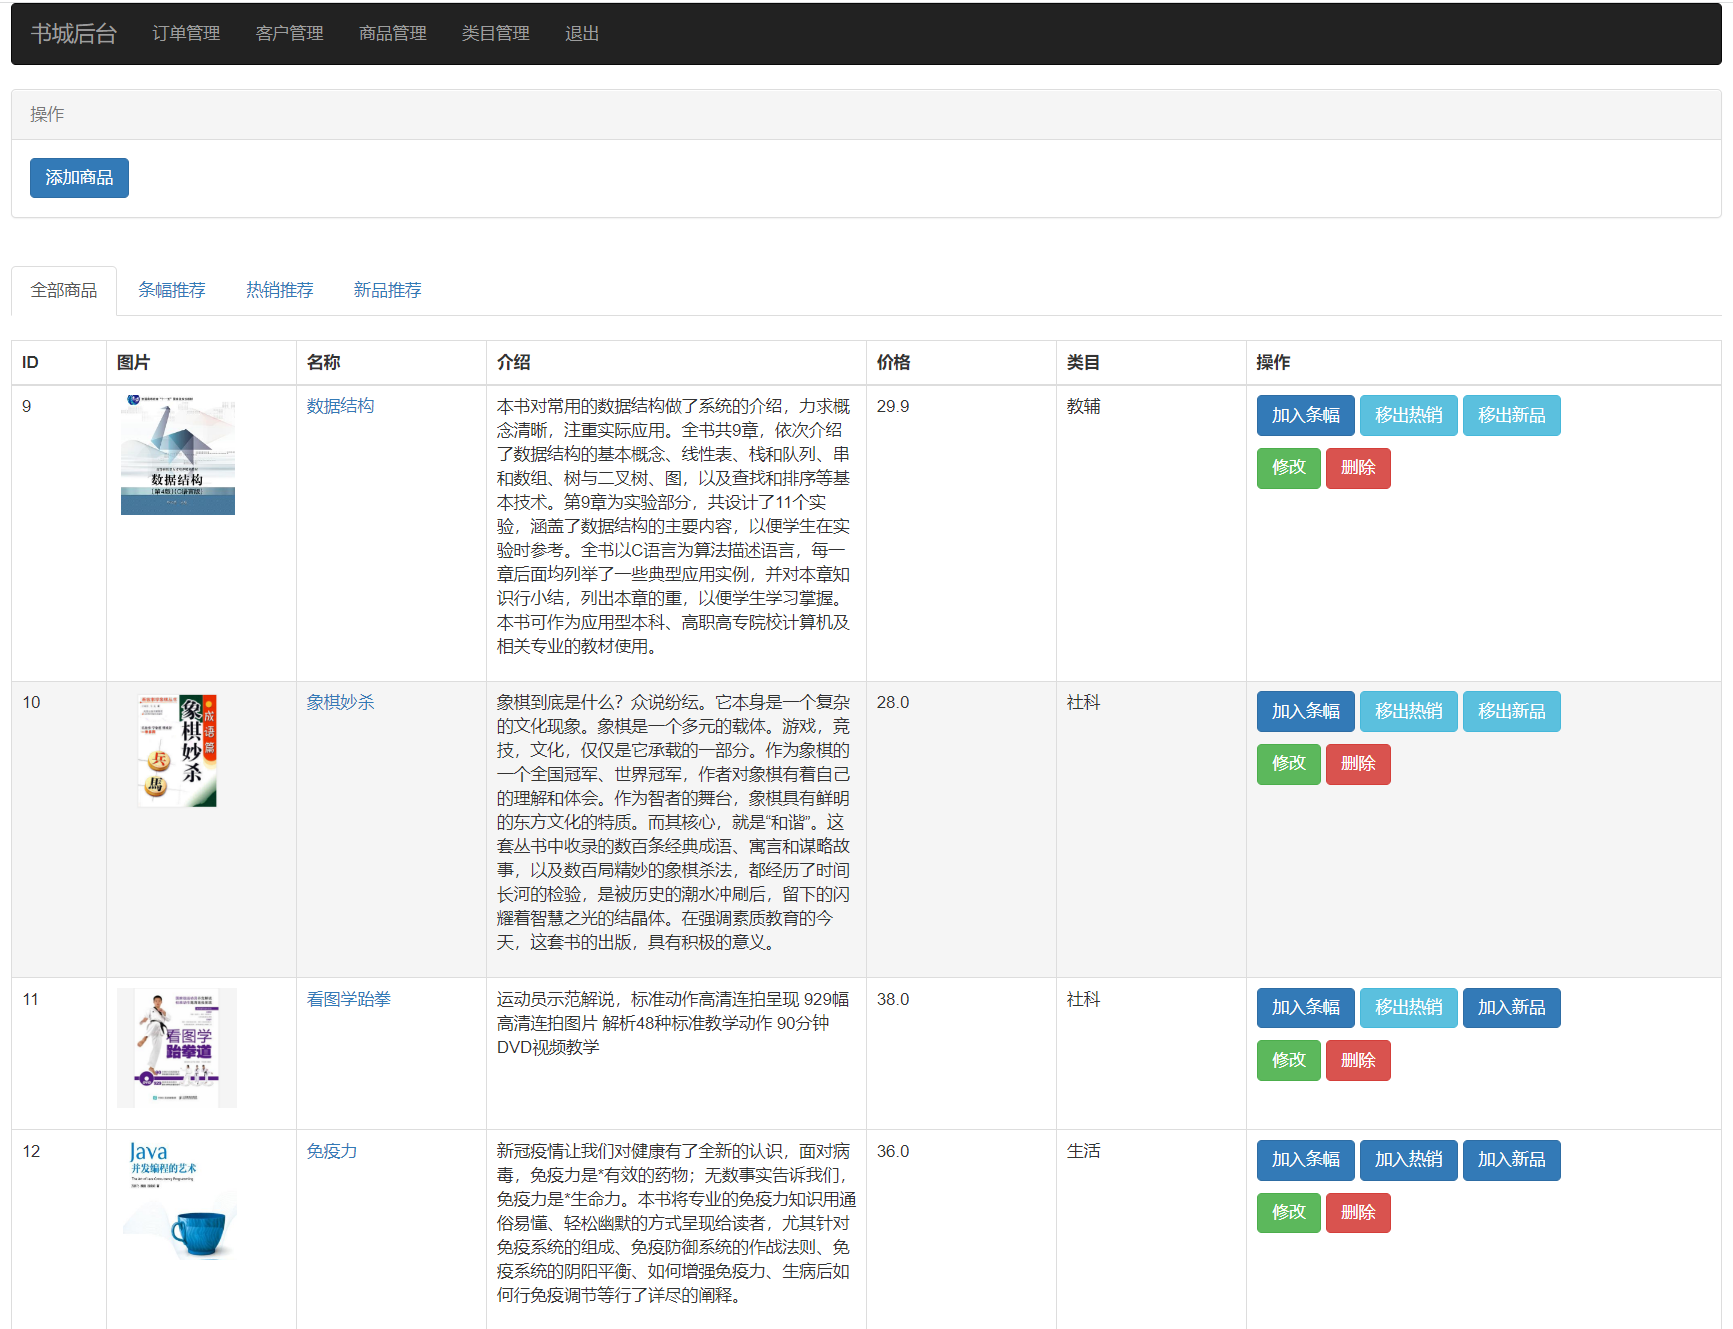 书城后台 订单管理 客户管理 商品管理 类目管理 退出
操作
添加商品
全部商品 条幅推荐 热销推荐 新品推荐
ID 图片 名称 介绍 价格 类目 操作
9
数据结构
数据结构
本书对常用的数据结构做了系统的介绍，力求概
念清晰，注重实际应用。全书共9章，依次介绍
了数据结构的基本概念、线性表、栈和队列、串
和数组、树与二叉树、图，以及查找和排序等基
本技术。第9章为实验部分，共设计了11个实
验，涵盖了数据结构的主要内容，以便学生在实
验时参考。全书以C语言为算法描述语言，每一
章后面均列举了一些典型应用实例，并对本章知
识行小结，列出本章的重，以便学生学习掌握。
本书可作为应用型本科、高职高专院校计算机及
相关专业的教材使用。
29.9
教辅
加入条幅 移出热销 移出新品
修改 删除
10
象棋妙杀
成语篇
兵
馬
象棋妙杀
象棋到底是什么？众说纷纭。它本身是一个复杂
的文化现象。象棋是一个多元的载体。游戏，竞
技，文化，仅仅是它承载的一部分。作为象棋的
一个全国冠军、世界冠军，作者对象棋有着自己
的理解和体会。作为智者的舞台，象棋具有鲜明
的东方文化的特质。而其核心，就是“和谐”。这
套丛书中收录的数百条经典成语、寓言和谋略故
事，以及数百局精妙的象棋杀法，都经历了时间
长河的检验，是被历史的潮水冲刷后，留下的闪
耀着智慧之光的结晶体。在强调素质教育的今
天，这套书的出版，具有积极的意义。
28.0
社科
加入条幅 移出热销 移出新品
修改 删除
11
看图学
跆拳道
看图学跆拳
运动员示范解说，标准动作高清连拍呈现 929幅
高清连拍图片 解析48种标准教学动作 90分钟
DVD视频教学
38.0
社科
加入条幅 移出热销 加入新品
修改 删除
12
Java
并发编程的艺术
免疫力
新冠疫情让我们对健康有了全新的认识，面对病
毒，免疫力是*有效的药物；无数事实告诉我们，
免疫力是*生命力。本书将专业的免疫力知识用通
俗易懂、轻松幽默的方式呈现给读者，尤其针对
免疫系统的组成、免疫防御系统的作战法则、免
疫系统的阴阳平衡、如何增强免疫力、生病后如
何行免疫调节等行了详尽的阐释。
36.0
生活
加入条幅 加入热销 加入新品
修改 删除